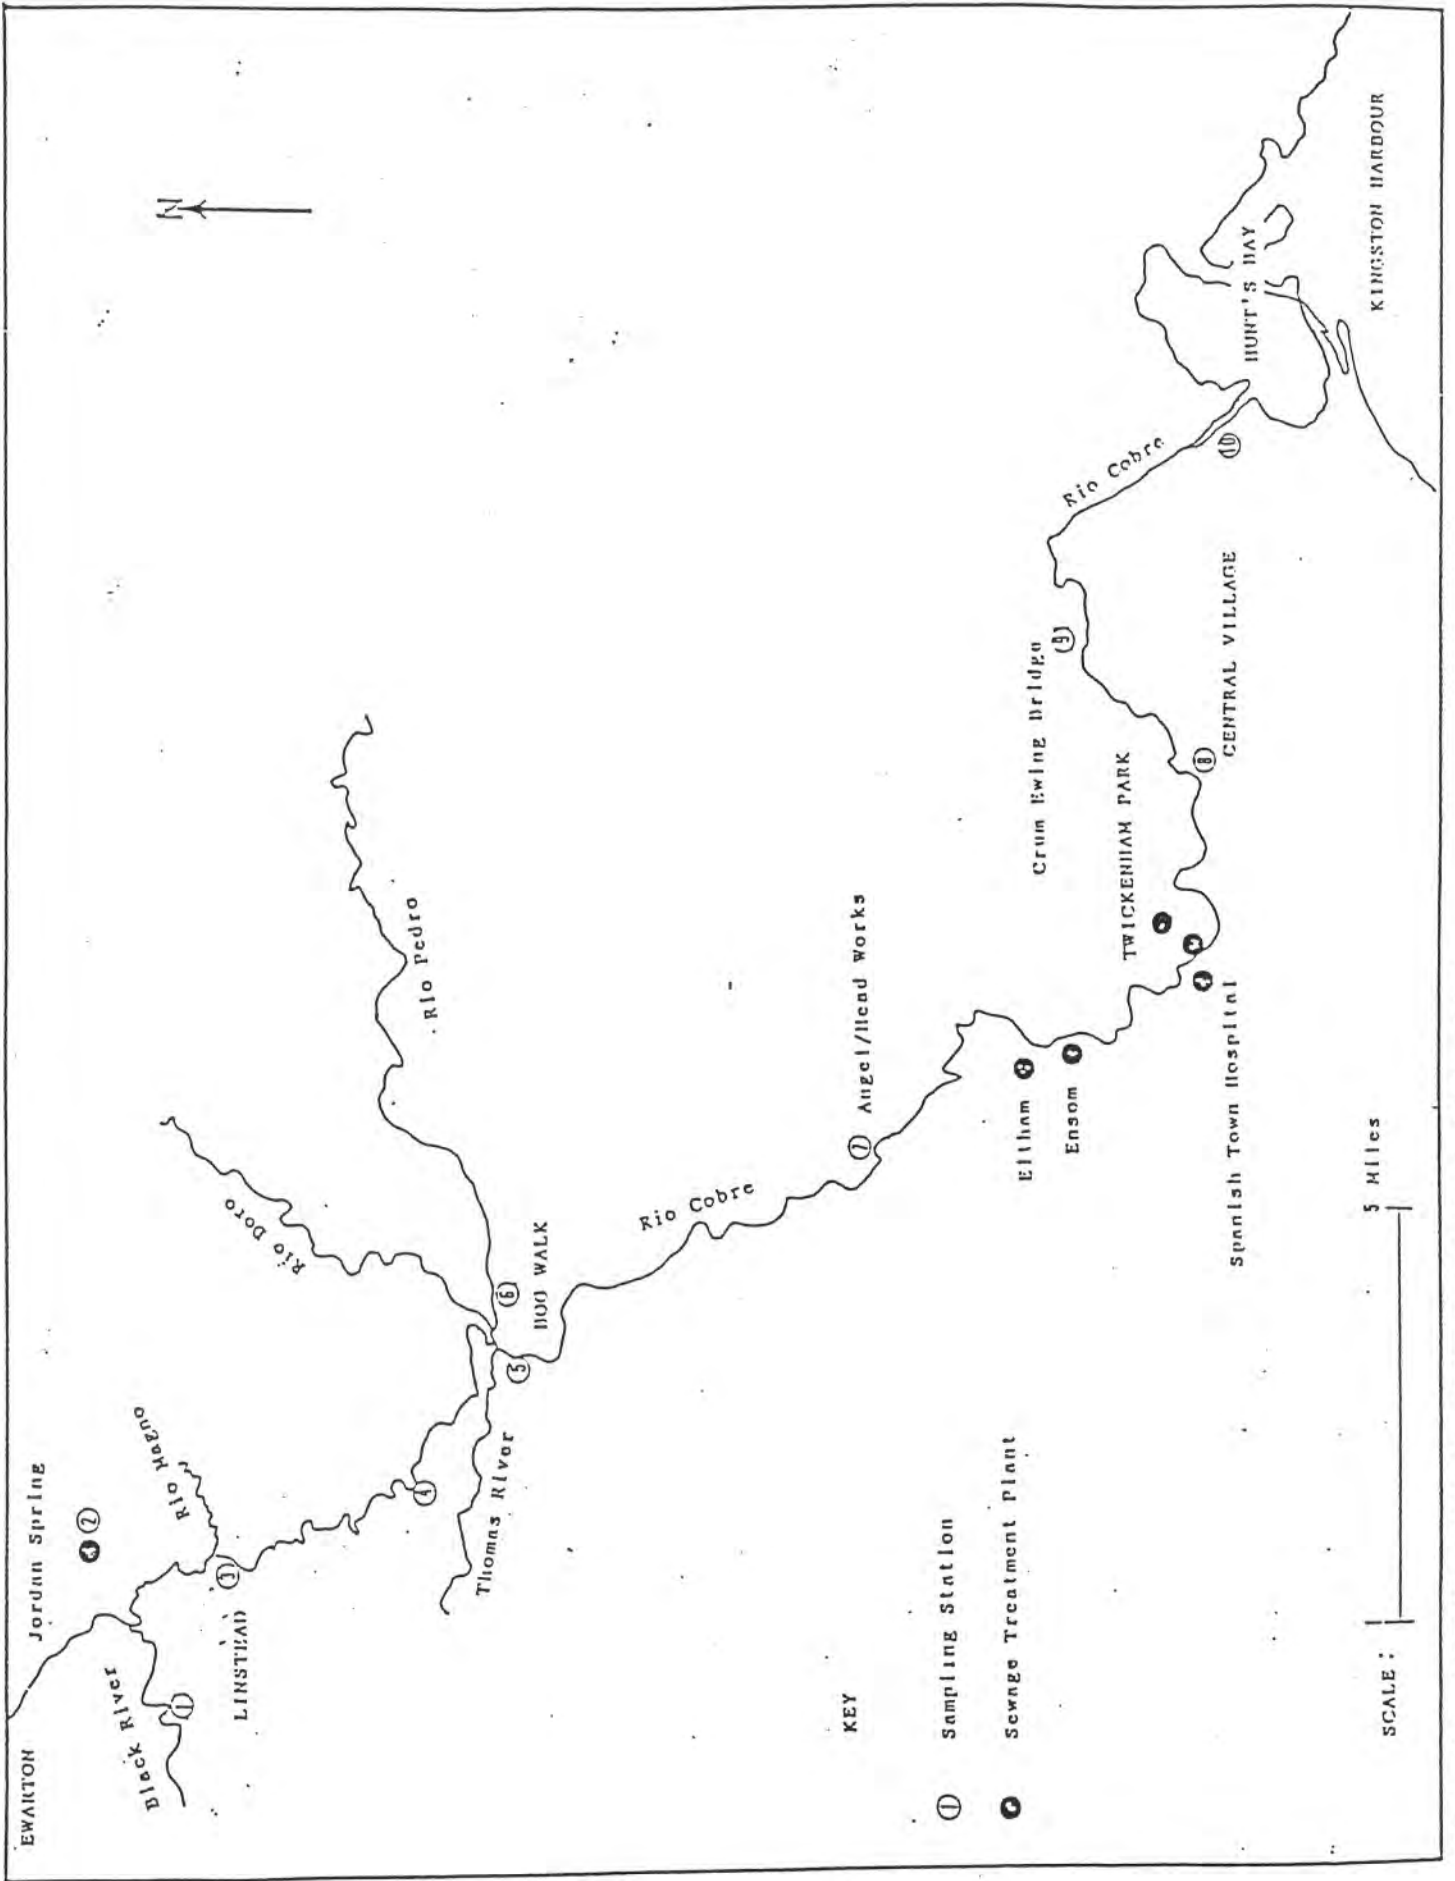 EWARTON
Jordan Spring
②
Black River
①
Rio Magno
③
LINSTEAD
④
Thomas River
Rio Doro
Rio Pedro
⑥
⑤
BOG WALK
Rio Cobre
⑦ Angel/Head Works
Eltham
Ensom
Spanish Town Hospital
TWICKENHAM PARK
Crum Ewing Bridge
⑨
⑧
CENTRAL VILLAGE
Rio Cobre
⑩
HUNT'S BAY
KINGSTON HARBOUR
N
KEY
① Sampling Station
Sewage Treatment Plant
SCALE :
5 Miles